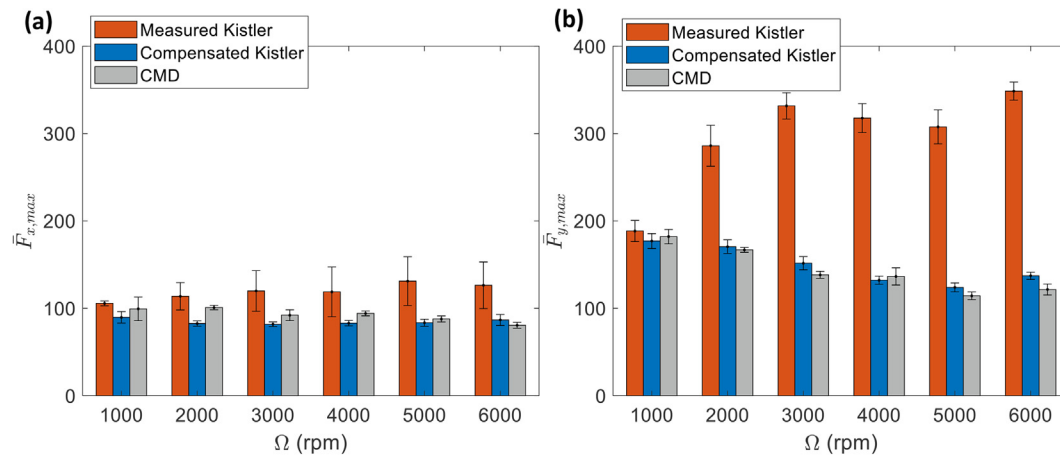 (a)
Measured Kistler
Compensated Kistler
CMD
400
300
200
100
0
F̄x,max
1000 2000 3000 4000 5000 6000
Ω (rpm)
(b)
Measured Kistler
Compensated Kistler
CMD
400
300
200
100
0
F̄y,max
1000 2000 3000 4000 5000 6000
Ω (rpm)